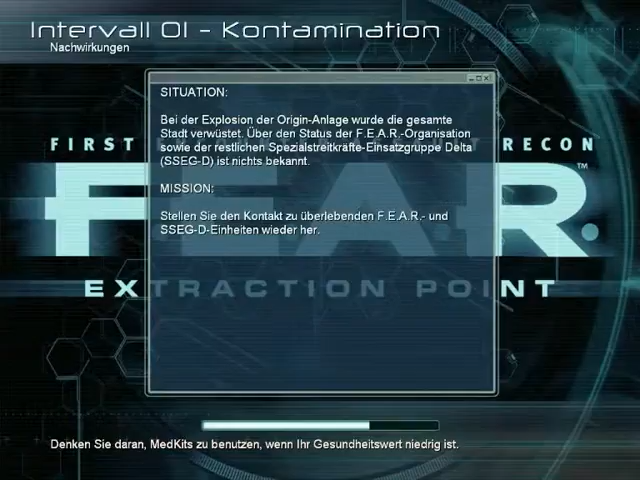 Intervall 01 - Kontamination
Nachwirkungen
SITUATION:
Bei der Explosion der Origin-Anlage wurde die gesamte
Stadt verwüstet. Über den Status der F.E.A.R.-Organisation
sowie der restlichen Spezialstreitkräfte-Einsatzgruppe Delta
(SSEG-D) ist nichts bekannt.
MISSION:
Stellen Sie den Kontakt zu überlebenden F.E.A.R.- und
SSEG-D-Einheiten wieder her.
FIRST RECON
F.E.A.R.™
EXTRACTION POINT
Denken Sie daran, MedKits zu benutzen, wenn Ihr Gesundheitswert niedrig ist.